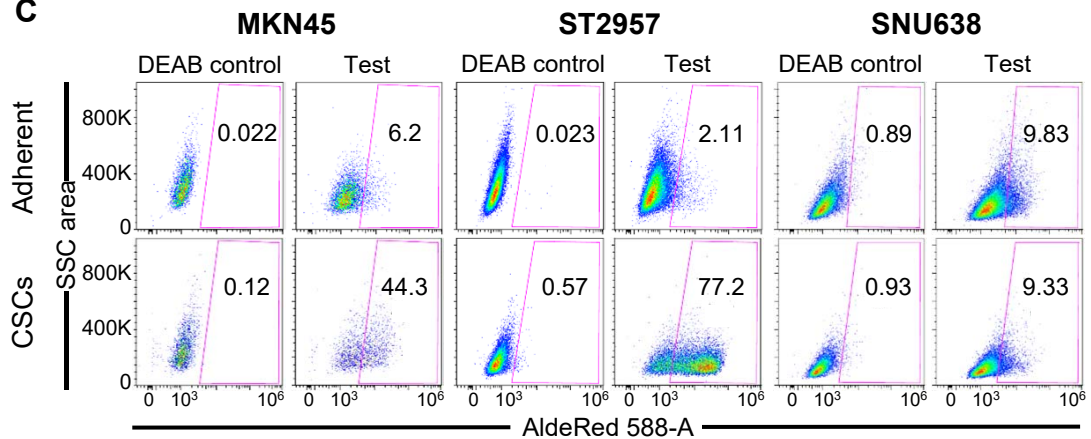 C
MKN45 ST2957 SNU638
DEAB control Test DEAB control Test DEAB control Test
Adherent
CSCs
SSC area
800K
400K
0
0.022 6.2 0.023 2.11 0.89 9.83
800K
400K
0
0.12 44.3 0.57 77.2 0.93 9.33
0 10³ 10⁶ 0 10³ 10⁶ 0 10³ 10⁶ 0 10³ 10⁶ 0 10³ 10⁶ 0 10³ 10⁶
AldeRed 588-A